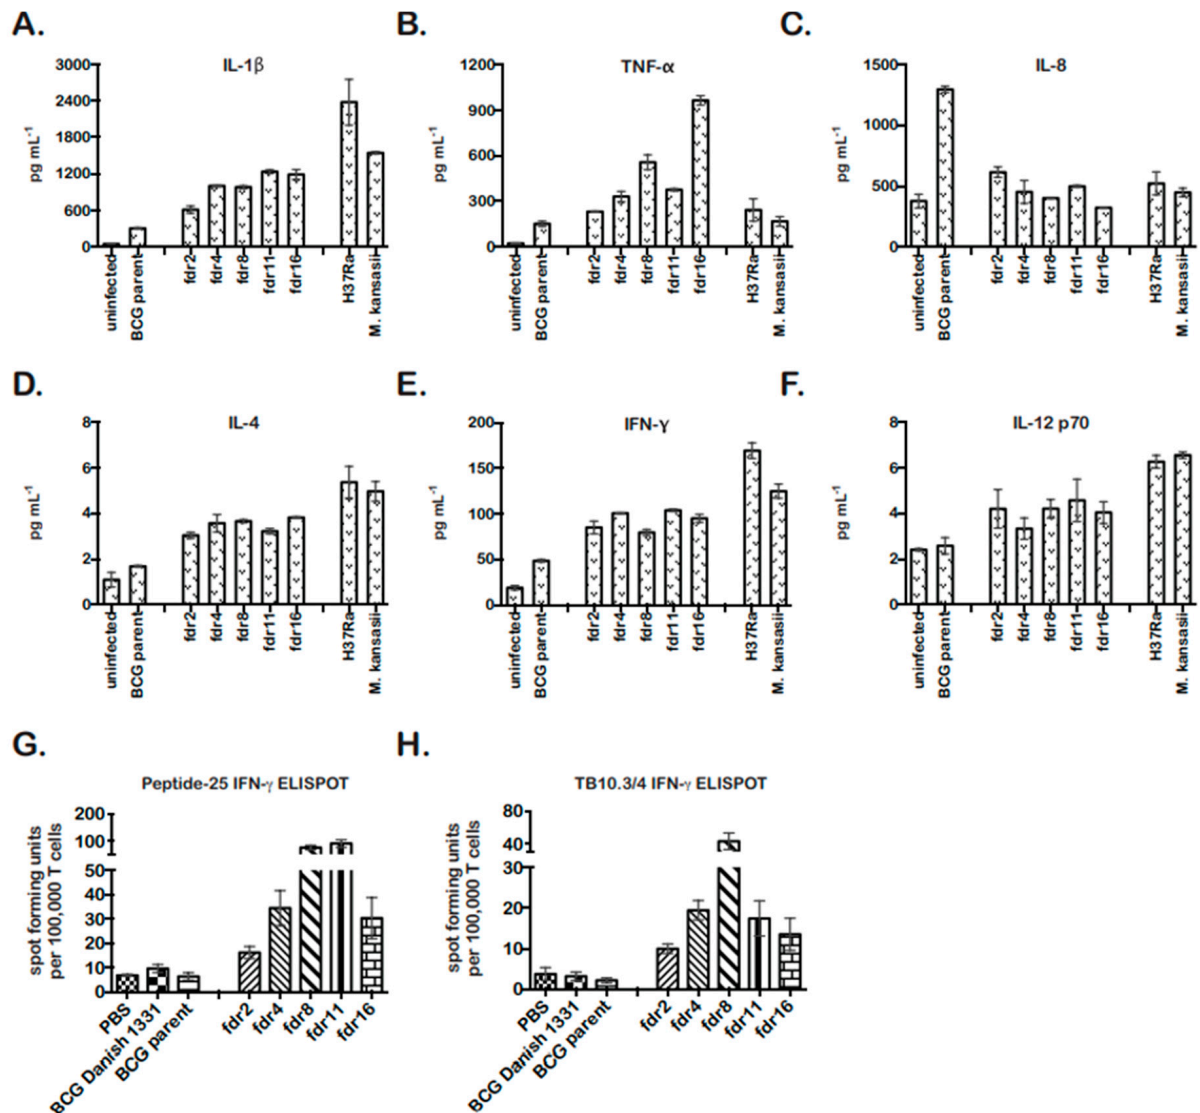 A.
IL-1β
3000
2400
1800
1200
600
0
pg mL⁻¹
uninfected
BCG parent
fdr2
fdr4
fdr8
fdr11
fdr16
H37Ra
M. kansasii
B.
TNF-α
1200
900
600
300
0
pg mL⁻¹
uninfected
BCG parent
fdr2
fdr4
fdr8
fdr11
fdr16
H37Ra
M. kansasii
C.
IL-8
1500
1000
500
0
pg mL⁻¹
uninfected
BCG parent
fdr2
fdr4
fdr8
fdr11
fdr16
H37Ra
M. kansasii
D.
IL-4
8
6
4
2
0
pg mL⁻¹
uninfected
BCG parent
fdr2
fdr4
fdr8
fdr11
fdr16
H37Ra
M. kansasii
E.
IFN-γ
200
150
100
50
0
pg mL⁻¹
uninfected
BCG parent
fdr2
fdr4
fdr8
fdr11
fdr16
H37Ra
M. kansasii
F.
IL-12 p70
8
6
4
2
0
pg mL⁻¹
uninfected
BCG parent
fdr2
fdr4
fdr8
fdr11
fdr16
H37Ra
M. kansasii
G.
Peptide-25 IFN-γ ELISPOT
200
100
50
40
30
20
10
0
spot forming units
per 100,000 T cells
PBS
BCG Danish 1331
BCG parent
fdr2
fdr4
fdr8
fdr11
fdr16
H.
TB10.3/4 IFN-γ ELISPOT
80
40
30
20
10
0
spot forming units
per 100,000 T cells
PBS
BCG Danish 1331
BCG parent
fdr2
fdr4
fdr8
fdr11
fdr16